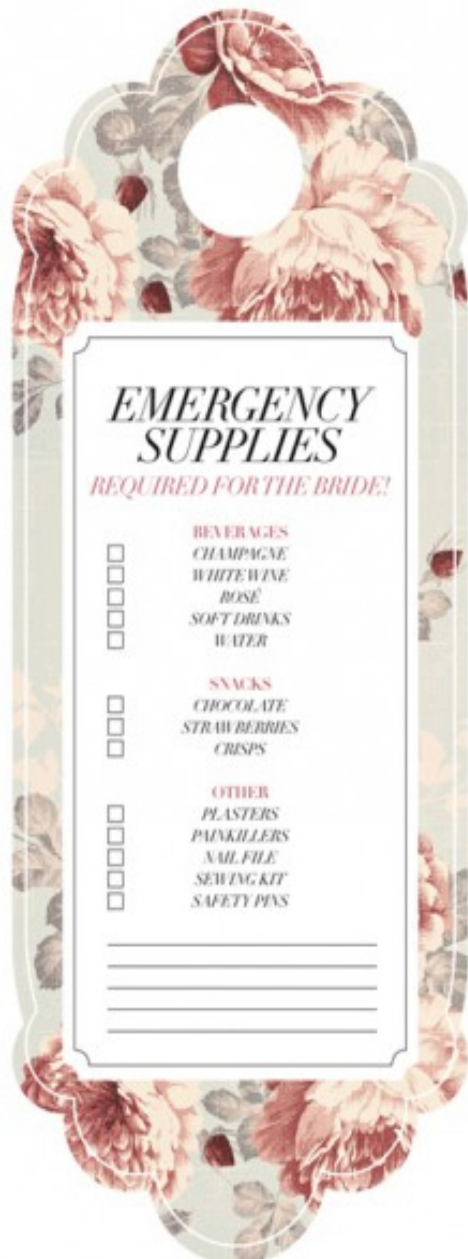 EMERGENCY
SUPPLIES
REQUIRED FOR THE BRIDE!
BEVERAGES
CHAMPAGNE
WHITE WINE
ROSÉ
SOFT DRINKS
WATER
SNACKS
CHOCOLATE
STRAWBERRIES
CRISPS
OTHER
PLASTERS
PAINKILLERS
NAIL FILE
SEWING KIT
SAFETY PINS